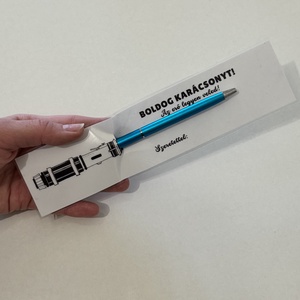 BOLDOG KARÁCSONYT!
Az erő legyen veled!
Szeretettel: